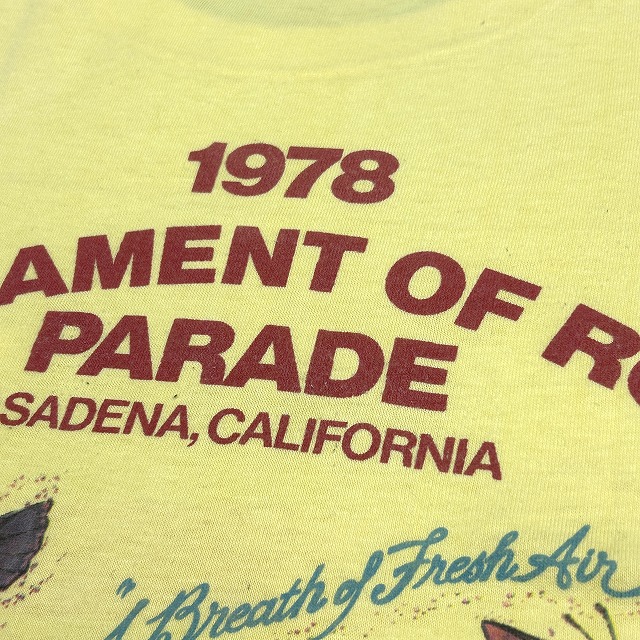 1978
AMENT OF R
PARADE
SADENA, CALIFORNIA
"A Breath of Fresh Air